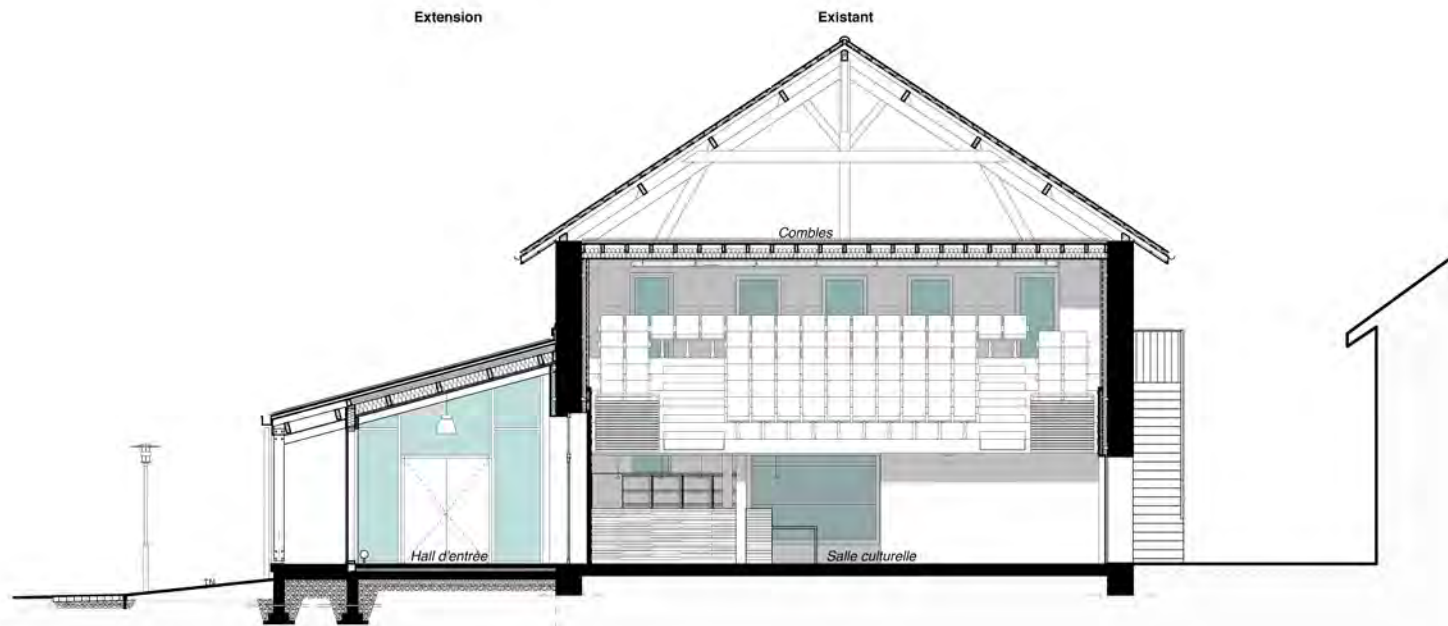 Extension
Existant
Combles
Hall d'entrée
Salle culturelle
TN